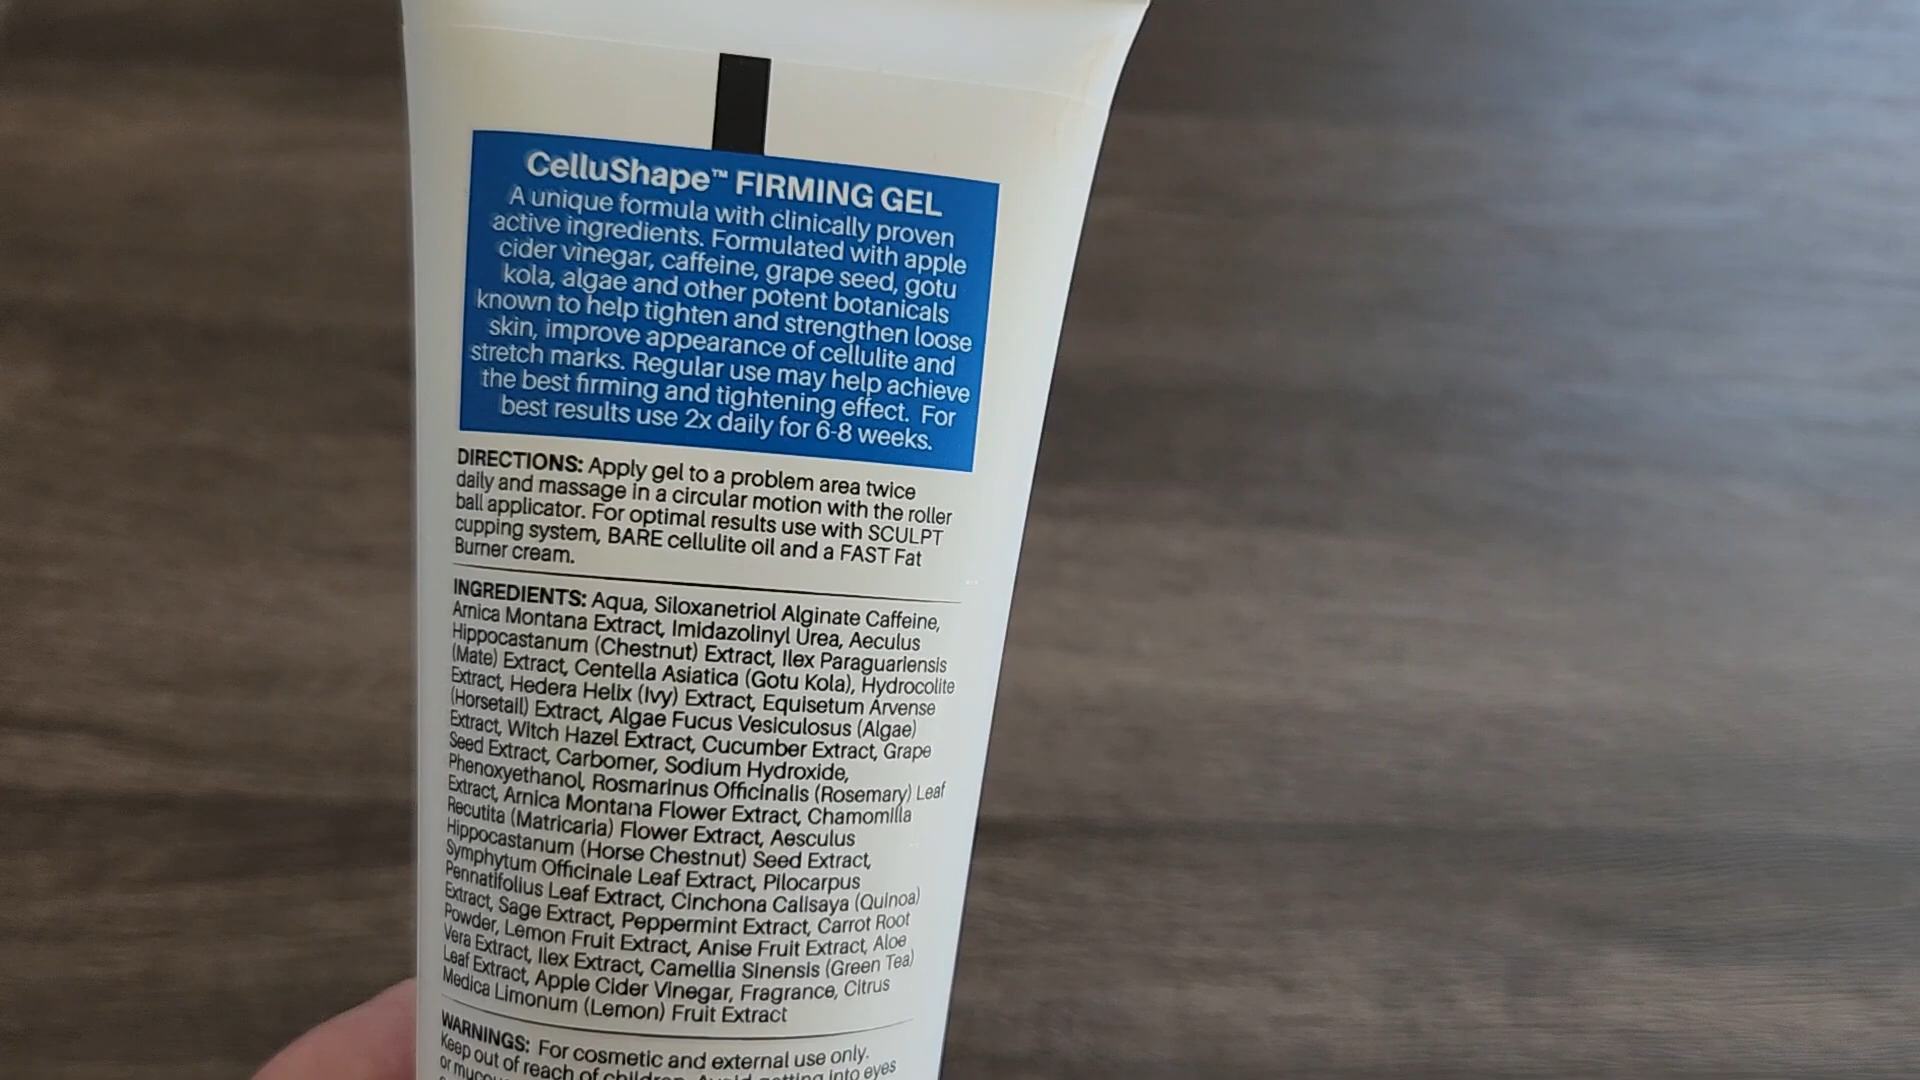 CelluShape™ FIRMING GEL
A unique formula with clinically proven
active ingredients. Formulated with apple
cider vinegar, caffeine, grape seed, gotu
kola, algae and other potent botanicals
known to help tighten and strengthen loose
skin, improve appearance of cellulite and
stretch marks. Regular use may help achieve
the best firming and tightening effect. For
best results use 2x daily for 6-8 weeks.
DIRECTIONS: Apply gel to a problem area twice
daily and massage in a circular motion with the roller
ball applicator. For optimal results use with SCULPT
cupping system, BARE cellulite oil and a FAST Fat
Burner cream.
INGREDIENTS: Aqua, Siloxanetriol Alginate Caffeine,
Arnica Montana Extract, Imidazolinyl Urea, Aeculus
Hippocastanum (Chestnut) Extract, Ilex Paraguariensis
(Mate) Extract, Centella Asiatica (Gotu Kola), Hydrocolite
Extract, Hedera Helix (Ivy) Extract, Equisetum Arvense
(Horsetail) Extract, Algae Fucus Vesiculosus (Algae)
Extract, Witch Hazel Extract, Cucumber Extract, Grape
Seed Extract, Carbomer, Sodium Hydroxide,
Phenoxyethanol, Rosmarinus Officinalis (Rosemary) Leaf
Extract, Arnica Montana Flower Extract, Chamomilla
Recutita (Matricaria) Flower Extract, Aesculus
Hippocastanum (Horse Chestnut) Seed Extract,
Symphytum Officinale Leaf Extract, Pilocarpus
Pennatifolius Leaf Extract, Cinchona Calisaya (Quinoa)
Extract, Sage Extract, Peppermint Extract, Carrot Root
Powder, Lemon Fruit Extract, Anise Fruit Extract, Aloe
Vera Extract, Ilex Extract, Camellia Sinensis (Green Tea)
Leaf Extract, Apple Cider Vinegar, Fragrance, Citrus
Medica Limonum (Lemon) Fruit Extract
WARNINGS: For cosmetic and external use only.
Keep out of reach of children. Avoid getting into eyes
or